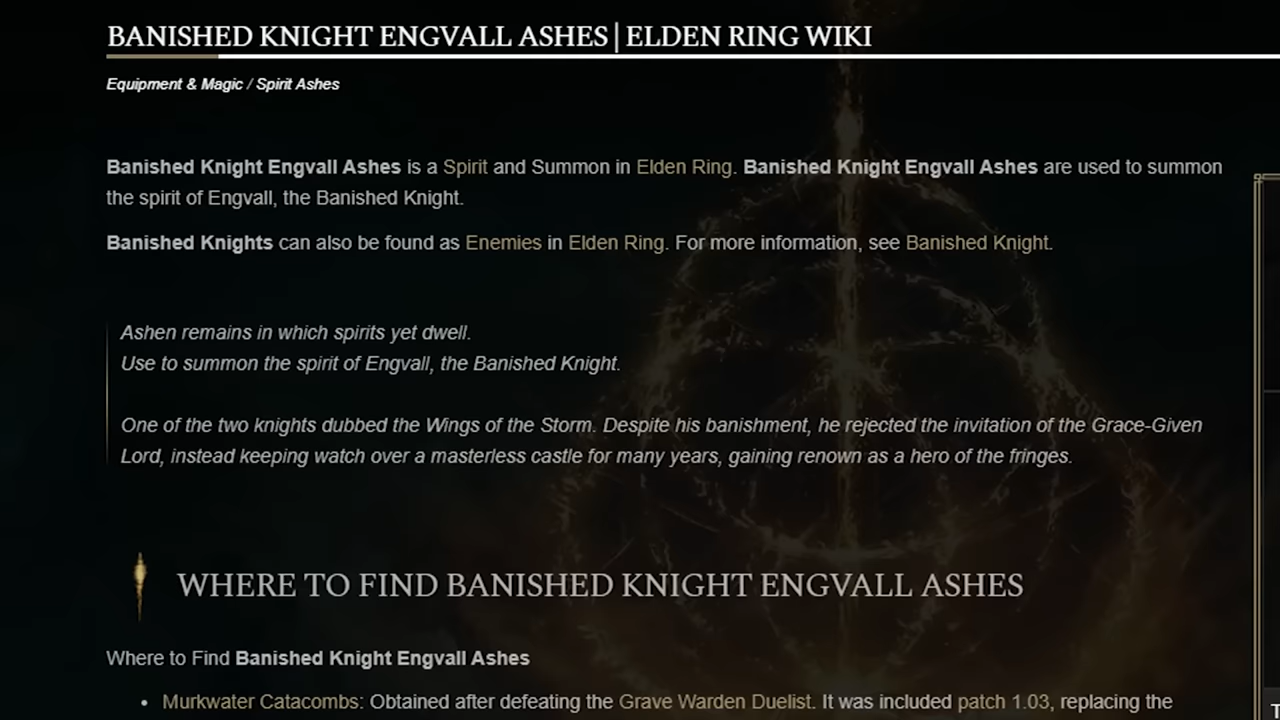 BANISHED KNIGHT ENGVALL ASHES | ELDEN RING WIKI
Equipment & Magic / Spirit Ashes
Banished Knight Engvall Ashes is a Spirit and Summon in Elden Ring. Banished Knight Engvall Ashes are used to summon
the spirit of Engvall, the Banished Knight.
Banished Knights can also be found as Enemies in Elden Ring. For more information, see Banished Knight.
Ashen remains in which spirits yet dwell.
Use to summon the spirit of Engvall, the Banished Knight.
One of the two knights dubbed the Wings of the Storm. Despite his banishment, he rejected the invitation of the Grace-Given
Lord, instead keeping watch over a masterless castle for many years, gaining renown as a hero of the fringes.
WHERE TO FIND BANISHED KNIGHT ENGVALL ASHES
Where to Find Banished Knight Engvall Ashes
• Murkwater Catacombs: Obtained after defeating the Grave Warden Duelist. It was included patch 1.03, replacing the